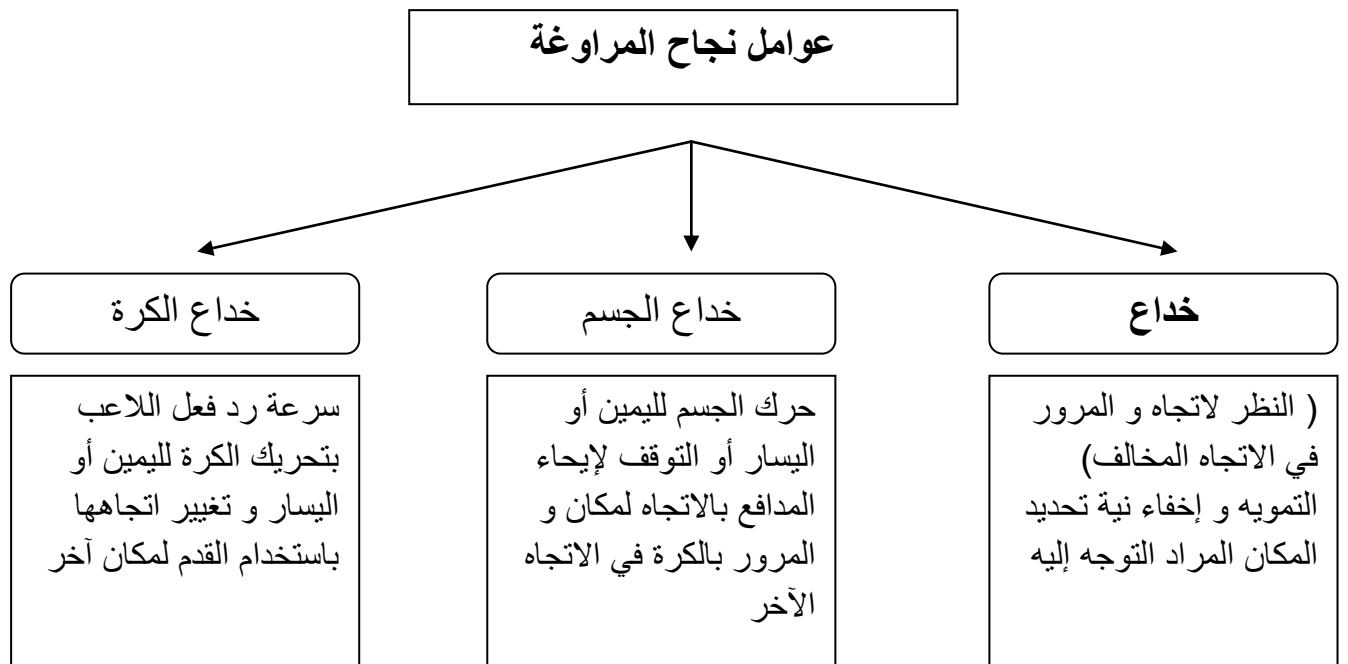 عوامل نجاح المراوغة
خداع
خداع الجسم
خداع الكرة
( النظر لاتجاه و المرور
في الاتجاه المخالف)
التمويه و إخفاء نية تحديد
المكان المراد التوجه إليه
حرك الجسم لليمين أو
اليسار أو التوقف لإيحاء
المدافع بالاتجاه لمكان و
المرور بالكرة في الاتجاه
الآخر
سرعة رد فعل اللاعب
بتحريك الكرة لليمين أو
اليسار و تغيير اتجاهها
باستخدام القدم لمكان آخر